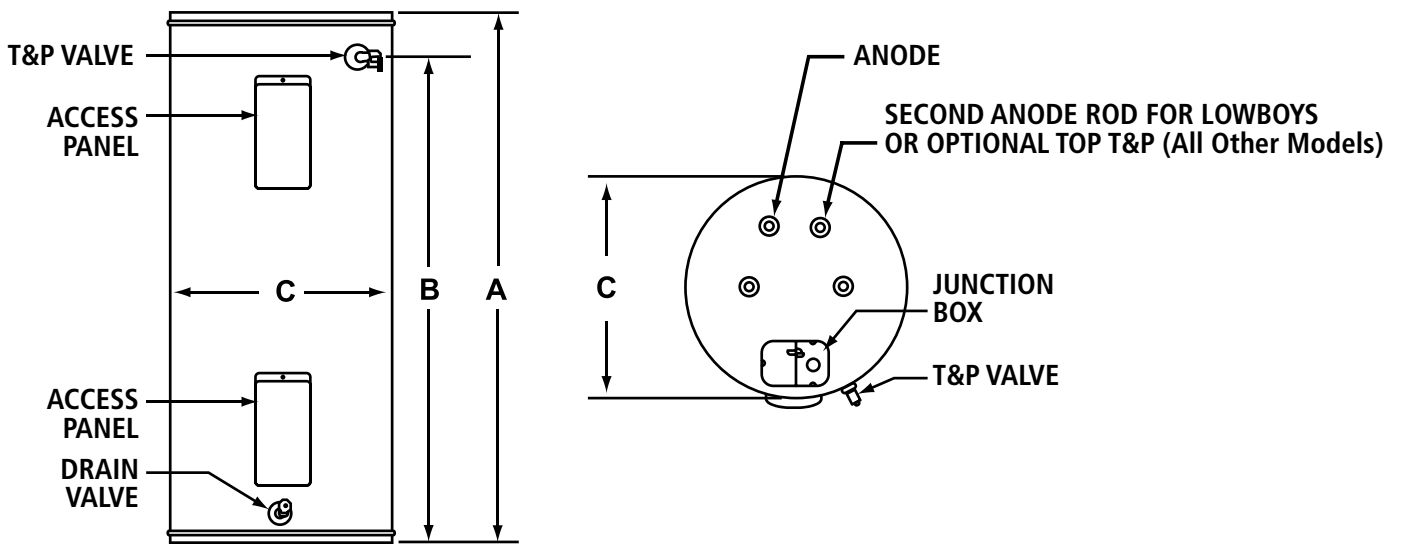 T&P VALVE
ACCESS
PANEL
C
B
A
ACCESS
PANEL
DRAIN
VALVE
ANODE
SECOND ANODE ROD FOR LOWBOYS
OR OPTIONAL TOP T&P (All Other Models)
C
JUNCTION
BOX
T&P VALVE